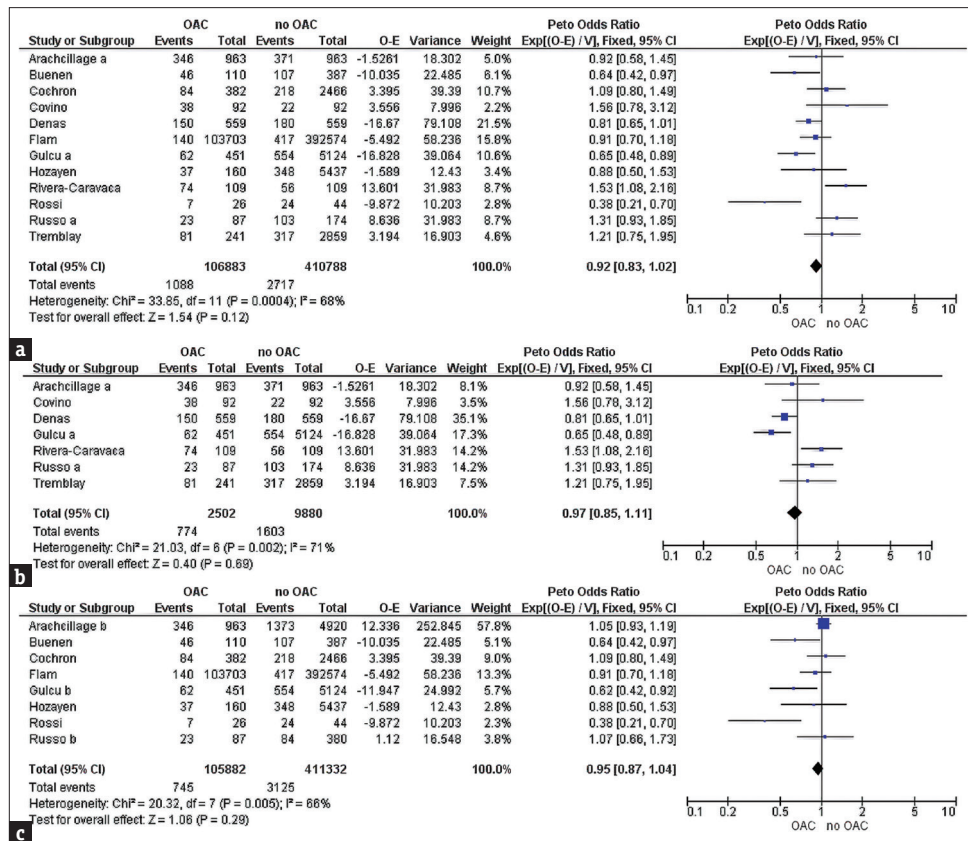 OAC no OAC Peto Odds Ratio Peto Odds Ratio
Study or Subgroup Events Total Events Total O-E Variance Weight Exp[(O-E) / V], Fixed, 95% CI Exp[(O-E) / V], Fixed, 95% CI
Arachcillage a 346 963 371 963 -1.5261 18.302 5.0% 0.92 [0.58, 1.45]
Buenen 46 110 107 387 -10.035 22.485 6.1% 0.64 [0.42, 0.97]
Cochron 84 382 218 2466 3.395 39.39 10.7% 1.09 [0.80, 1.49]
Covino 38 92 22 92 3.556 7.996 2.2% 1.56 [0.78, 3.12]
Denas 150 559 180 559 -16.67 79.108 21.5% 0.81 [0.65, 1.01]
Flam 140 103703 417 392574 -5.492 58.236 15.8% 0.91 [0.70, 1.18]
Gulcu a 62 451 554 5124 -16.828 39.064 10.6% 0.65 [0.48, 0.89]
Hozayen 37 160 348 5437 -1.589 12.43 3.4% 0.88 [0.50, 1.53]
Rivera-Caravaca 74 109 56 109 13.601 31.983 8.7% 1.53 [1.08, 2.16]
Rossi 7 26 24 44 -9.872 10.203 2.8% 0.38 [0.21, 0.70]
Russo a 23 87 103 174 8.636 31.983 8.7% 1.31 [0.93, 1.85]
Tremblay 81 241 317 2859 3.194 16.903 4.6% 1.21 [0.75, 1.95]
Total (95% CI) 106883 410788 100.0% 0.92 [0.83, 1.02]
Total events 1088 2717
Heterogeneity: Chi² = 33.85, df = 11 (P = 0.0004); I² = 68%
Test for overall effect: Z = 1.54 (P = 0.12)
0.1 0.2 0.5 1 2 5 10
OAC no OAC
a
OAC no OAC Peto Odds Ratio Peto Odds Ratio
Study or Subgroup Events Total Events Total O-E Variance Weight Exp[(O-E) / V], Fixed, 95% CI Exp[(O-E) / V], Fixed, 95% CI
Arachcillage a 346 963 371 963 -1.5261 18.302 8.1% 0.92 [0.58, 1.45]
Covino 38 92 22 92 3.556 7.996 3.5% 1.56 [0.78, 3.12]
Denas 150 559 180 559 -16.67 79.108 35.1% 0.81 [0.65, 1.01]
Gulcu a 62 451 554 5124 -16.828 39.064 17.3% 0.65 [0.48, 0.89]
Rivera-Caravaca 74 109 56 109 13.601 31.983 14.2% 1.53 [1.08, 2.16]
Russo a 23 87 103 174 8.636 31.983 14.2% 1.31 [0.93, 1.85]
Tremblay 81 241 317 2859 3.194 16.903 7.5% 1.21 [0.75, 1.95]
Total (95% CI) 2502 9880 100.0% 0.97 [0.85, 1.11]
Total events 774 1603
Heterogeneity: Chi² = 21.03, df = 6 (P = 0.002); I² = 71%
Test for overall effect: Z = 0.40 (P = 0.69)
0.1 0.2 0.5 1 2 5 10
OAC no OAC
b
OAC no OAC Peto Odds Ratio Peto Odds Ratio
Study or Subgroup Events Total Events Total O-E Variance Weight Exp[(O-E) / V], Fixed, 95% CI Exp[(O-E) / V], Fixed, 95% CI
Arachcillage b 346 963 1373 4920 12.336 252.845 57.8% 1.05 [0.93, 1.19]
Buenen 46 110 107 387 -10.035 22.485 5.1% 0.64 [0.42, 0.97]
Cochron 84 382 218 2466 3.395 39.39 9.0% 1.09 [0.80, 1.49]
Flam 140 103703 417 392574 -5.492 58.236 13.3% 0.91 [0.70, 1.18]
Gulcu b 62 451 554 5124 -11.947 24.992 5.7% 0.62 [0.42, 0.92]
Hozayen 37 160 348 5437 -1.589 12.43 2.8% 0.88 [0.50, 1.53]
Rossi 7 26 24 44 -9.872 10.203 2.3% 0.38 [0.21, 0.70]
Russo b 23 87 84 380 1.12 16.548 3.8% 1.07 [0.66, 1.73]
Total (95% CI) 105882 411332 100.0% 0.95 [0.87, 1.04]
Total events 745 3125
Heterogeneity: Chi² = 20.32, df = 7 (P = 0.005); I² = 66%
Test for overall effect: Z = 1.06 (P = 0.29)
0.1 0.2 0.5 1 2 5 10
OAC no OAC
c